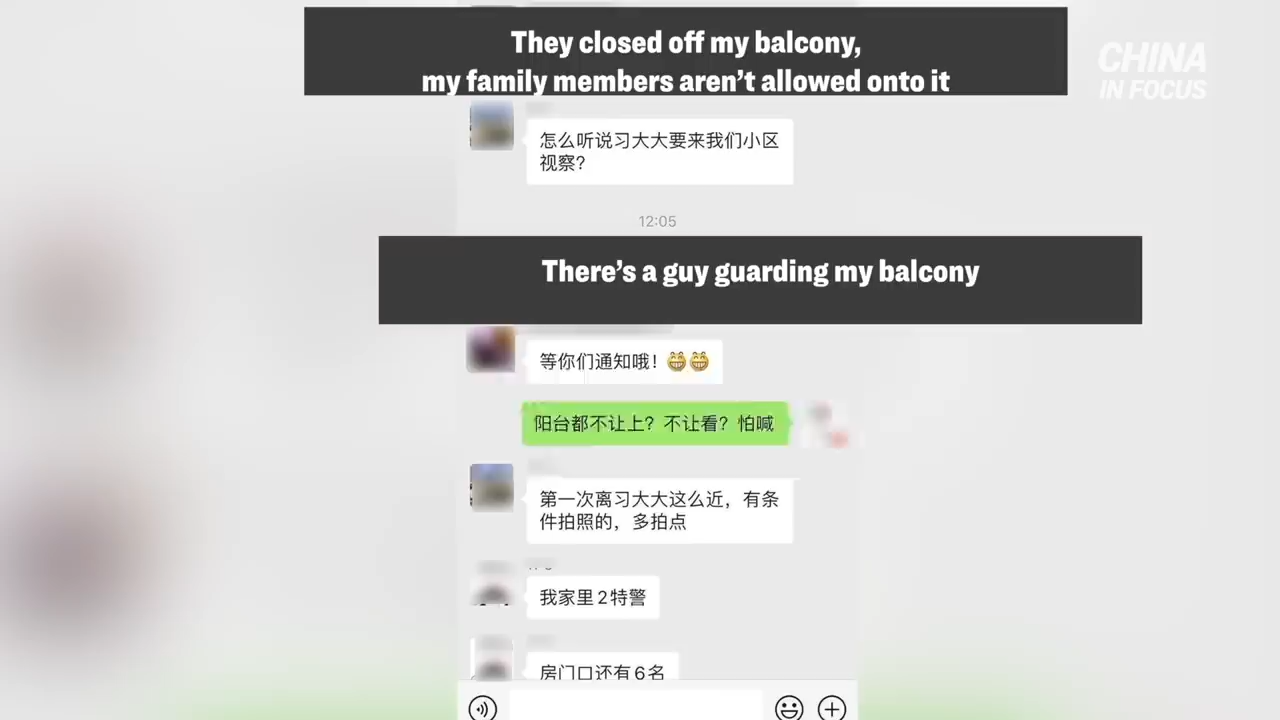 They closed off my balcony,
my family members aren't allowed onto it
CHINA
IN FOCUS
怎么听说习大大要来我们小区
视察?
12:05
There's a guy guarding my balcony
等你们通知哦!😁😁
阳台都不让上?不让看?怕喊
第一次离习大大这么近,有条
件拍照的,多拍点
我家里2特警
房门口还有6名